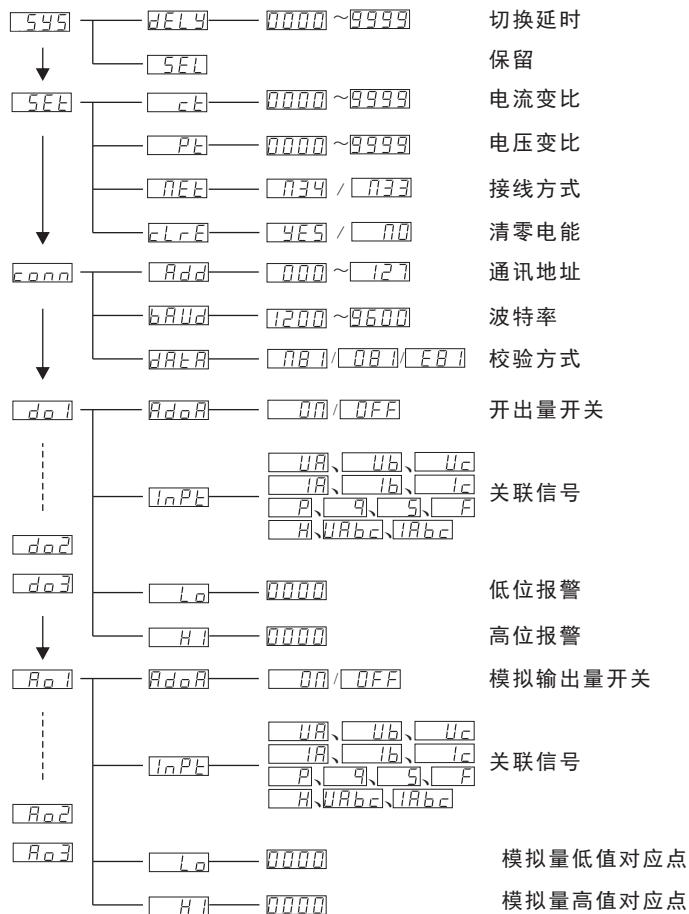 SYS dELY 0000 ~ 9999 切换延时
SEL 保留
SEt ct 0000 ~ 9999 电流变比
Pt 0000 ~ 9999 电压变比
nEt n34 / n33 接线方式
cLrE YES / n0 清零电能
conn Add 000 ~ 127 通讯地址
bAUd 1200 ~ 9600 波特率
dAtA n81 / 081 / E81 校验方式
do1 AdoA 0n / 0FF 开出量开关
UA、Ub、Uc
InPt IA、Ib、Ic 关联信号
P、q、S、F
H、UAbc、IAbc
do2
do3 Lo 0000 低位报警
HI 0000 高位报警
Ao1 AdoA 0n / 0FF 模拟输出量开关
UA、Ub、Uc
InPt IA、Ib、Ic 关联信号
P、q、S、F
H、UAbc、IAbc
Ao2
Ao3 Lo 0000 模拟量低值对应点
HI 0000 模拟量高值对应点